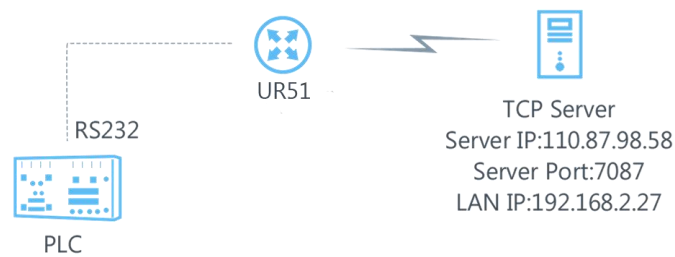 UR51
RS232
PLC
TCP Server
Server IP:110.87.98.58
Server Port:7087
LAN IP:192.168.2.27